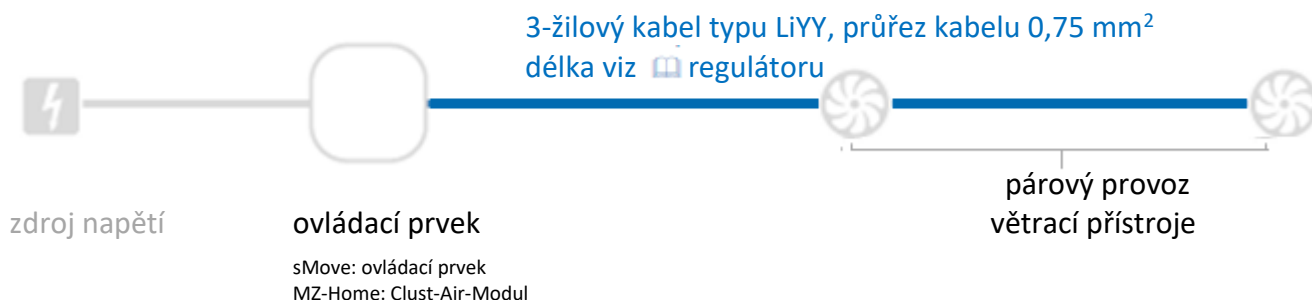 3-žilový kabel typu LiYY, průřez kabelu 0,75 mm²
délka viz regulátoru
párový provoz
zdroj napětí
ovládací prvek
větrací přístroje
sMove: ovládací prvek
MZ-Home: Clust-Air-Modul